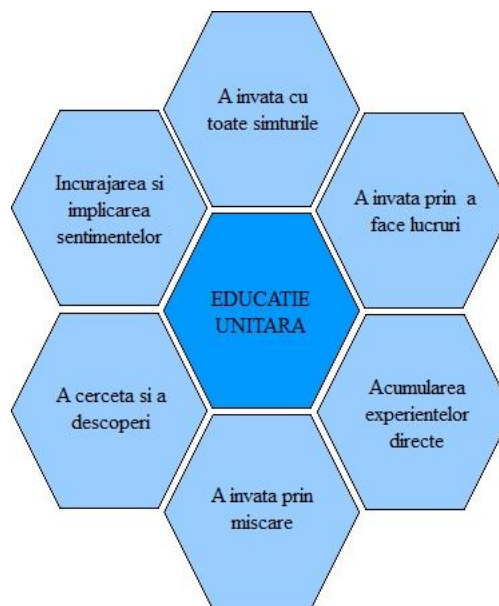 A invata cu
toate simturile
Incurajarea si
implicarea
sentimentelor
A invata prin a
face lucruri
EDUCATIE
UNITARA
A cerceta si a
descoperi
Acumularea
experientelor
directe
A invata prin
miscare